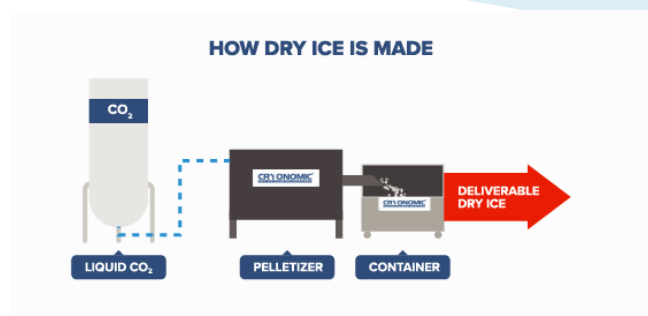 HOW DRY ICE IS MADE
CO₂
CRYONOMIC
CRYONOMIC
DELIVERABLE
DRY ICE
LIQUID CO₂
PELLETIZER
CONTAINER